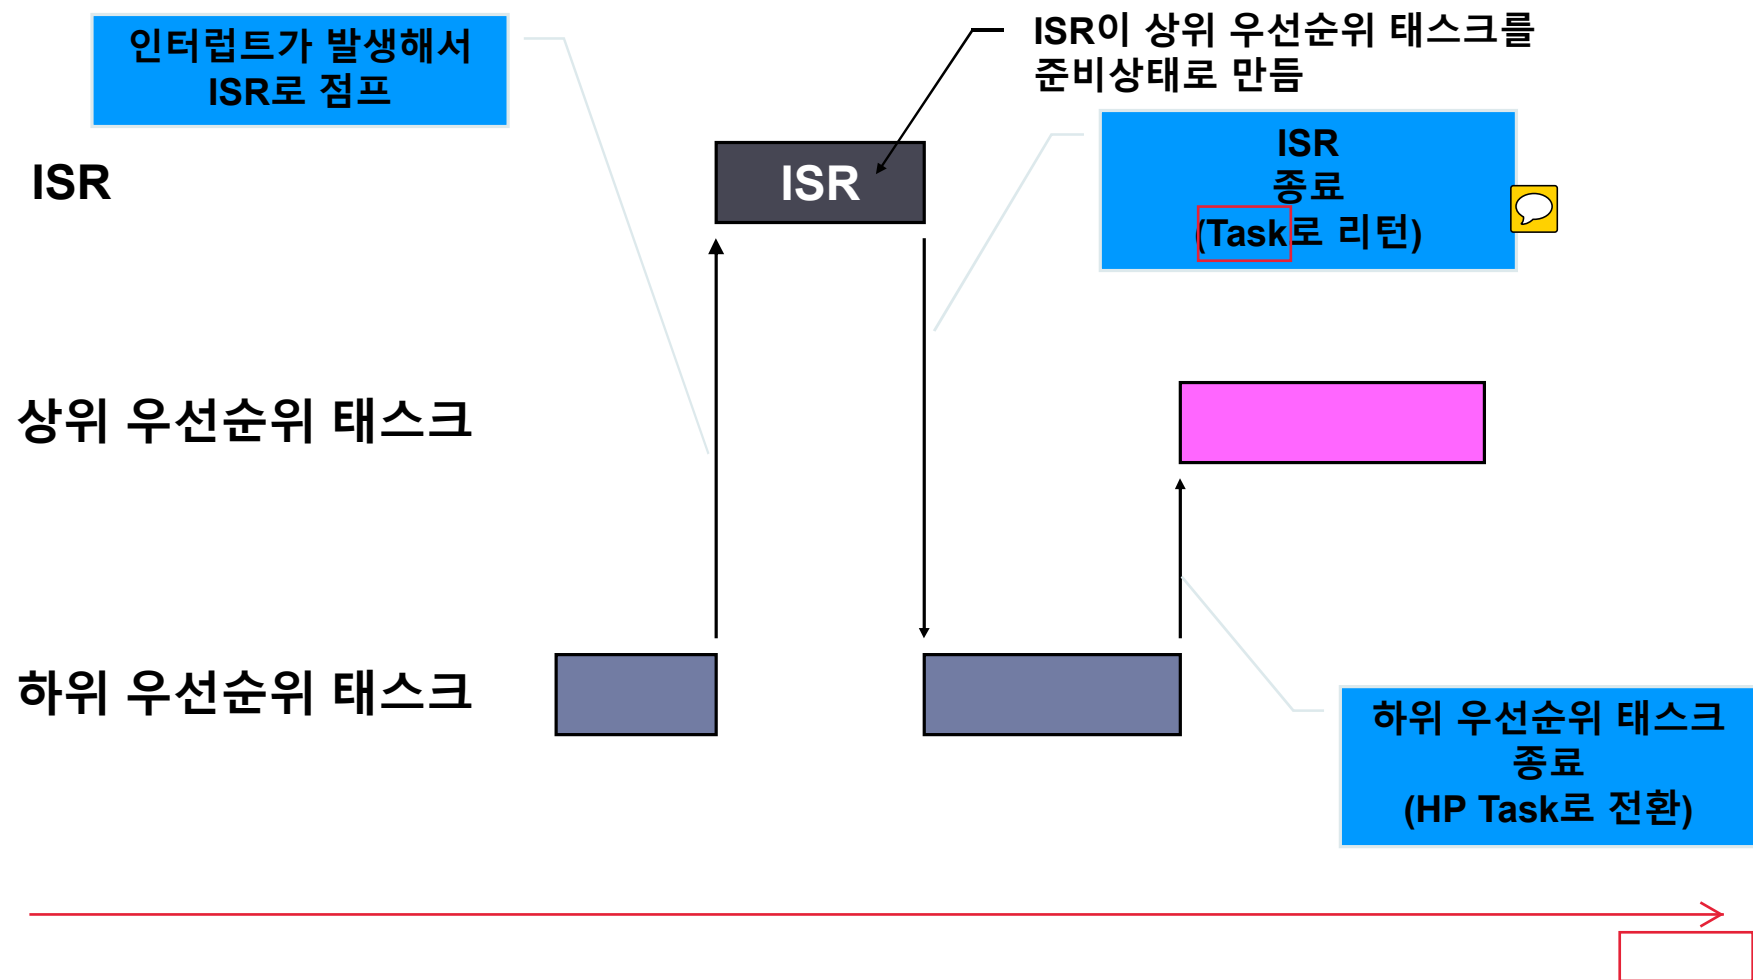 인터럽트가 발생해서
ISR로 점프
ISR이 상위 우선순위 태스크를
준비상태로 만듬
ISR
종료
(Task로 리턴)
ISR
ISR
상위 우선순위 태스크
하위 우선순위 태스크
하위 우선순위 태스크
종료
(HP Task로 전환)